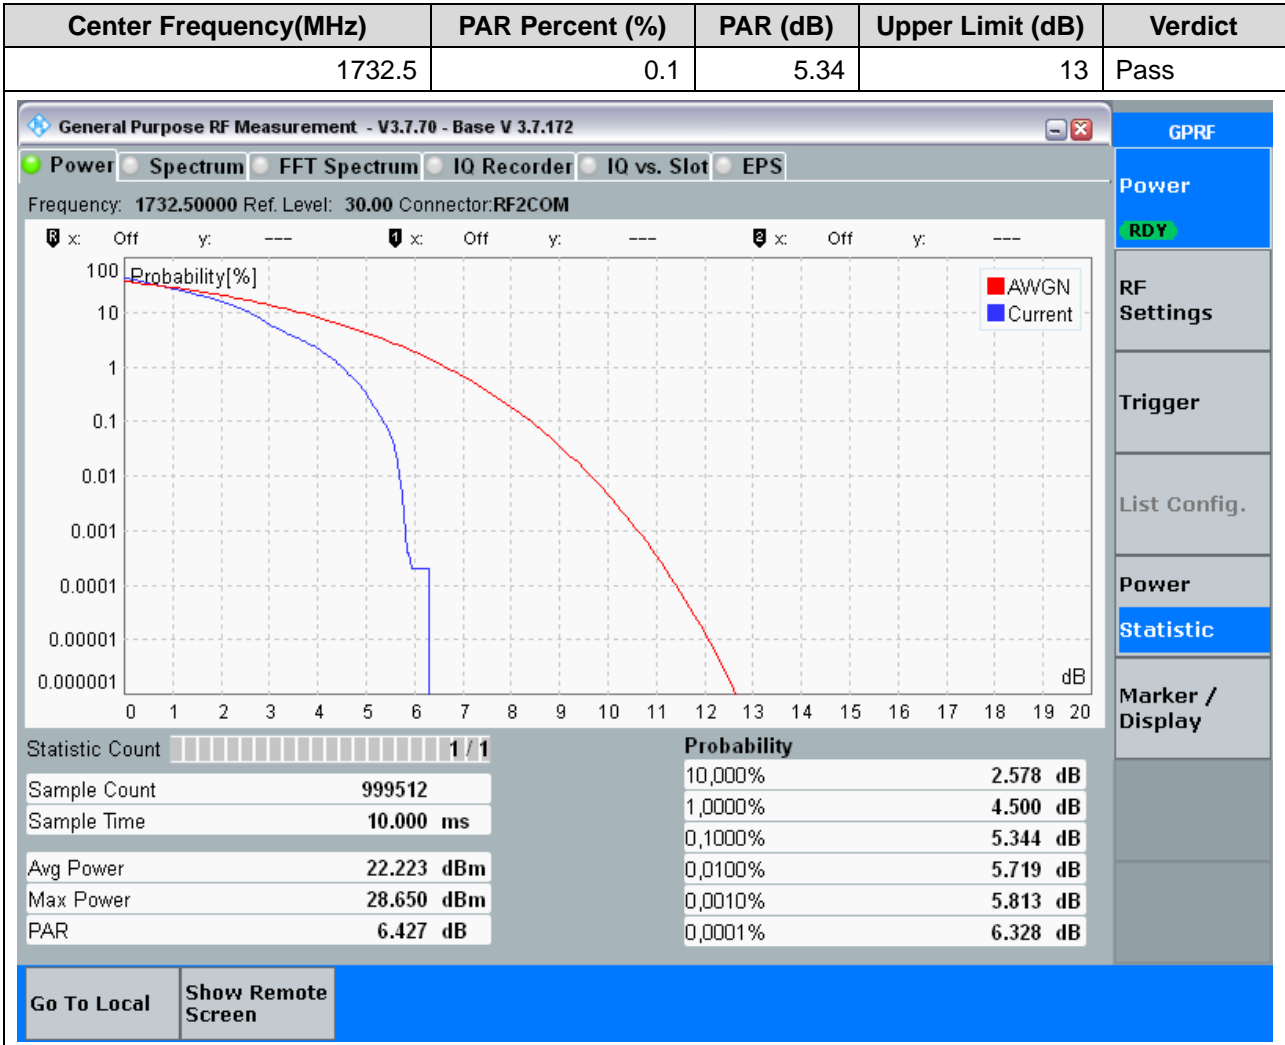 Center Frequency(MHz) PAR Percent (%) PAR (dB) Upper Limit (dB) Verdict
1732.5 0.1 5.34 13 Pass
General Purpose RF Measurement - V3.7.70 - Base V 3.7.172
GPRF
Power Spectrum FFT Spectrum IQ Recorder IQ vs. Slot EPS
Frequency: 1732.50000 Ref. Level: 30.00 Connector:RF2COM
R x: Off y: --- 1 x: Off y: --- 2 x: Off y: ---
Power
RDY
RF
Settings
Trigger
List Config.
Power
Statistic
Marker /
Display
Probability[%]
AWGN
Current
100
10
1
0.1
0.01
0.001
0.0001
0.00001
0.000001
dB
0 1 2 3 4 5 6 7 8 9 10 11 12 13 14 15 16 17 18 19 20
Statistic Count 1 / 1
Sample Count 999512
Sample Time 10.000 ms
Avg Power 22.223 dBm
Max Power 28.650 dBm
PAR 6.427 dB
Probability
10,000% 2.578 dB
1,0000% 4.500 dB
0,1000% 5.344 dB
0,0100% 5.719 dB
0,0010% 5.813 dB
0,0001% 6.328 dB
Go To Local
Show Remote
Screen